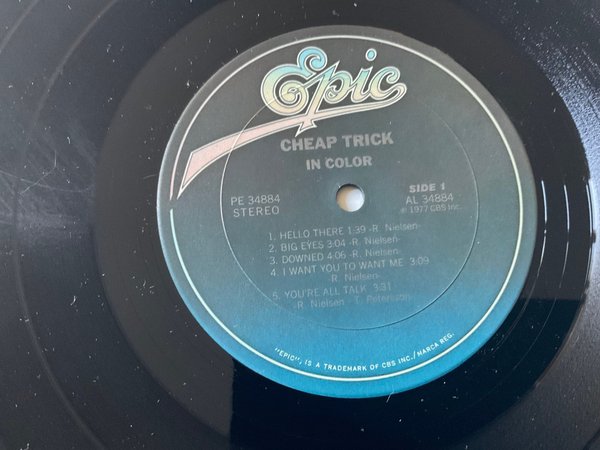 Epic
CHEAP TRICK
IN COLOR
PE 34884
STEREO
SIDE 1
AL 34884
℗ 1977 CBS Inc.
1. HELLO THERE 1:39 -R. Nielsen-
2. BIG EYES 3:04 -R. Nielsen-
3. DOWNED 4:06 -R. Nielsen-
4. I WANT YOU TO WANT ME 3:09
-R. Nielsen-
5. YOU'RE ALL TALK 3:31
-R. Nielsen - T. Petersson-
"EPIC", IS A TRADEMARK OF CBS INC./MARCA REG.